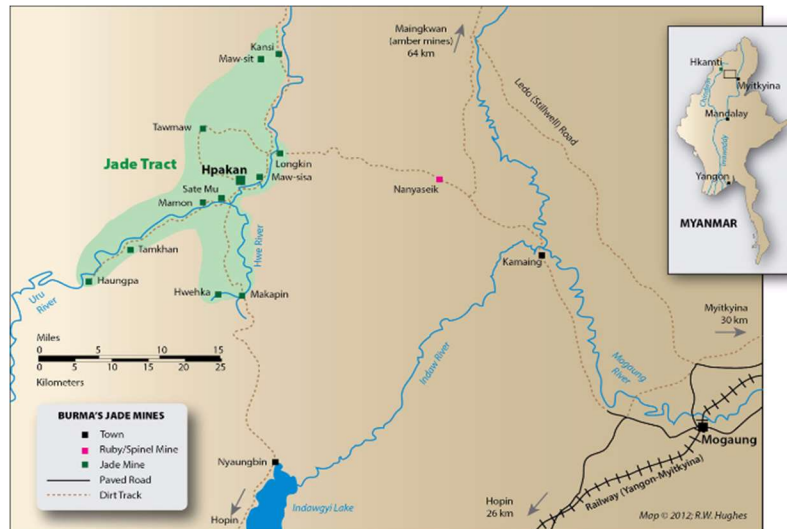 Kansi
Maw-sit
Tawmaw
Jade Tract
Hpakan
Longkin
Maw-sisa
Sate Mu
Mamon
Tamkhan
Haungpa
Hwe River
Hwehka
Makapin
Uru
River
Miles
0 5 10 15
0 5 10 15 20 25
Kilometers
BURMA'S JADE MINES
Town
Ruby/Spinel Mine
Jade Mine
Paved Road
Dirt Track
Nyaungbin
Hopin
Indawgyi Lake
Maingkwan
(amber mines)
64 km
Ledo (Stillwell) Road
Nanyaseik
Kamaing
Indaw River
Mogaung
River
Myitkyina
30 km
Mogaung
Railway (Yangon-Myitkyina)
Hopin
26 km
Map © 2012; R.W. Hughes
Hkamti
Myitkyina
Chindwin
Mandalay
Irrawaddy
Yangon
MYANMAR